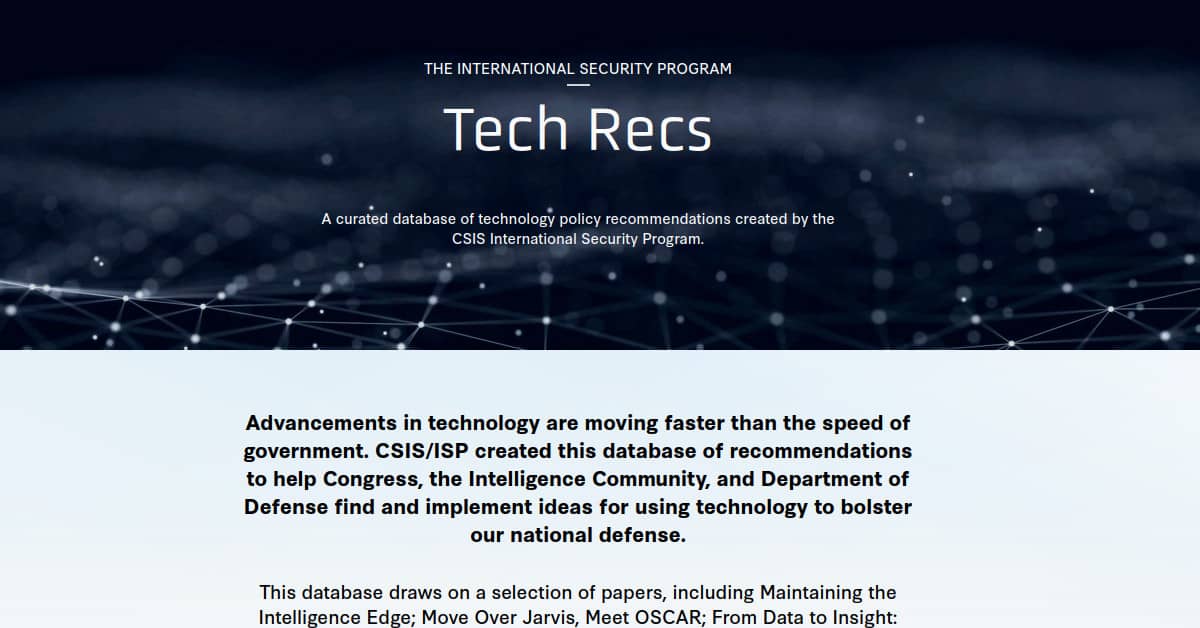 THE INTERNATIONAL SECURITY PROGRAM
Tech Recs
A curated database of technology policy recommendations created by the
CSIS International Security Program.
Advancements in technology are moving faster than the speed of
government. CSIS/ISP created this database of recommendations
to help Congress, the Intelligence Community, and Department of
Defense find and implement ideas for using technology to bolster
our national defense.
This database draws on a selection of papers, including Maintaining the
Intelligence Edge; Move Over Jarvis, Meet OSCAR; From Data to Insight: